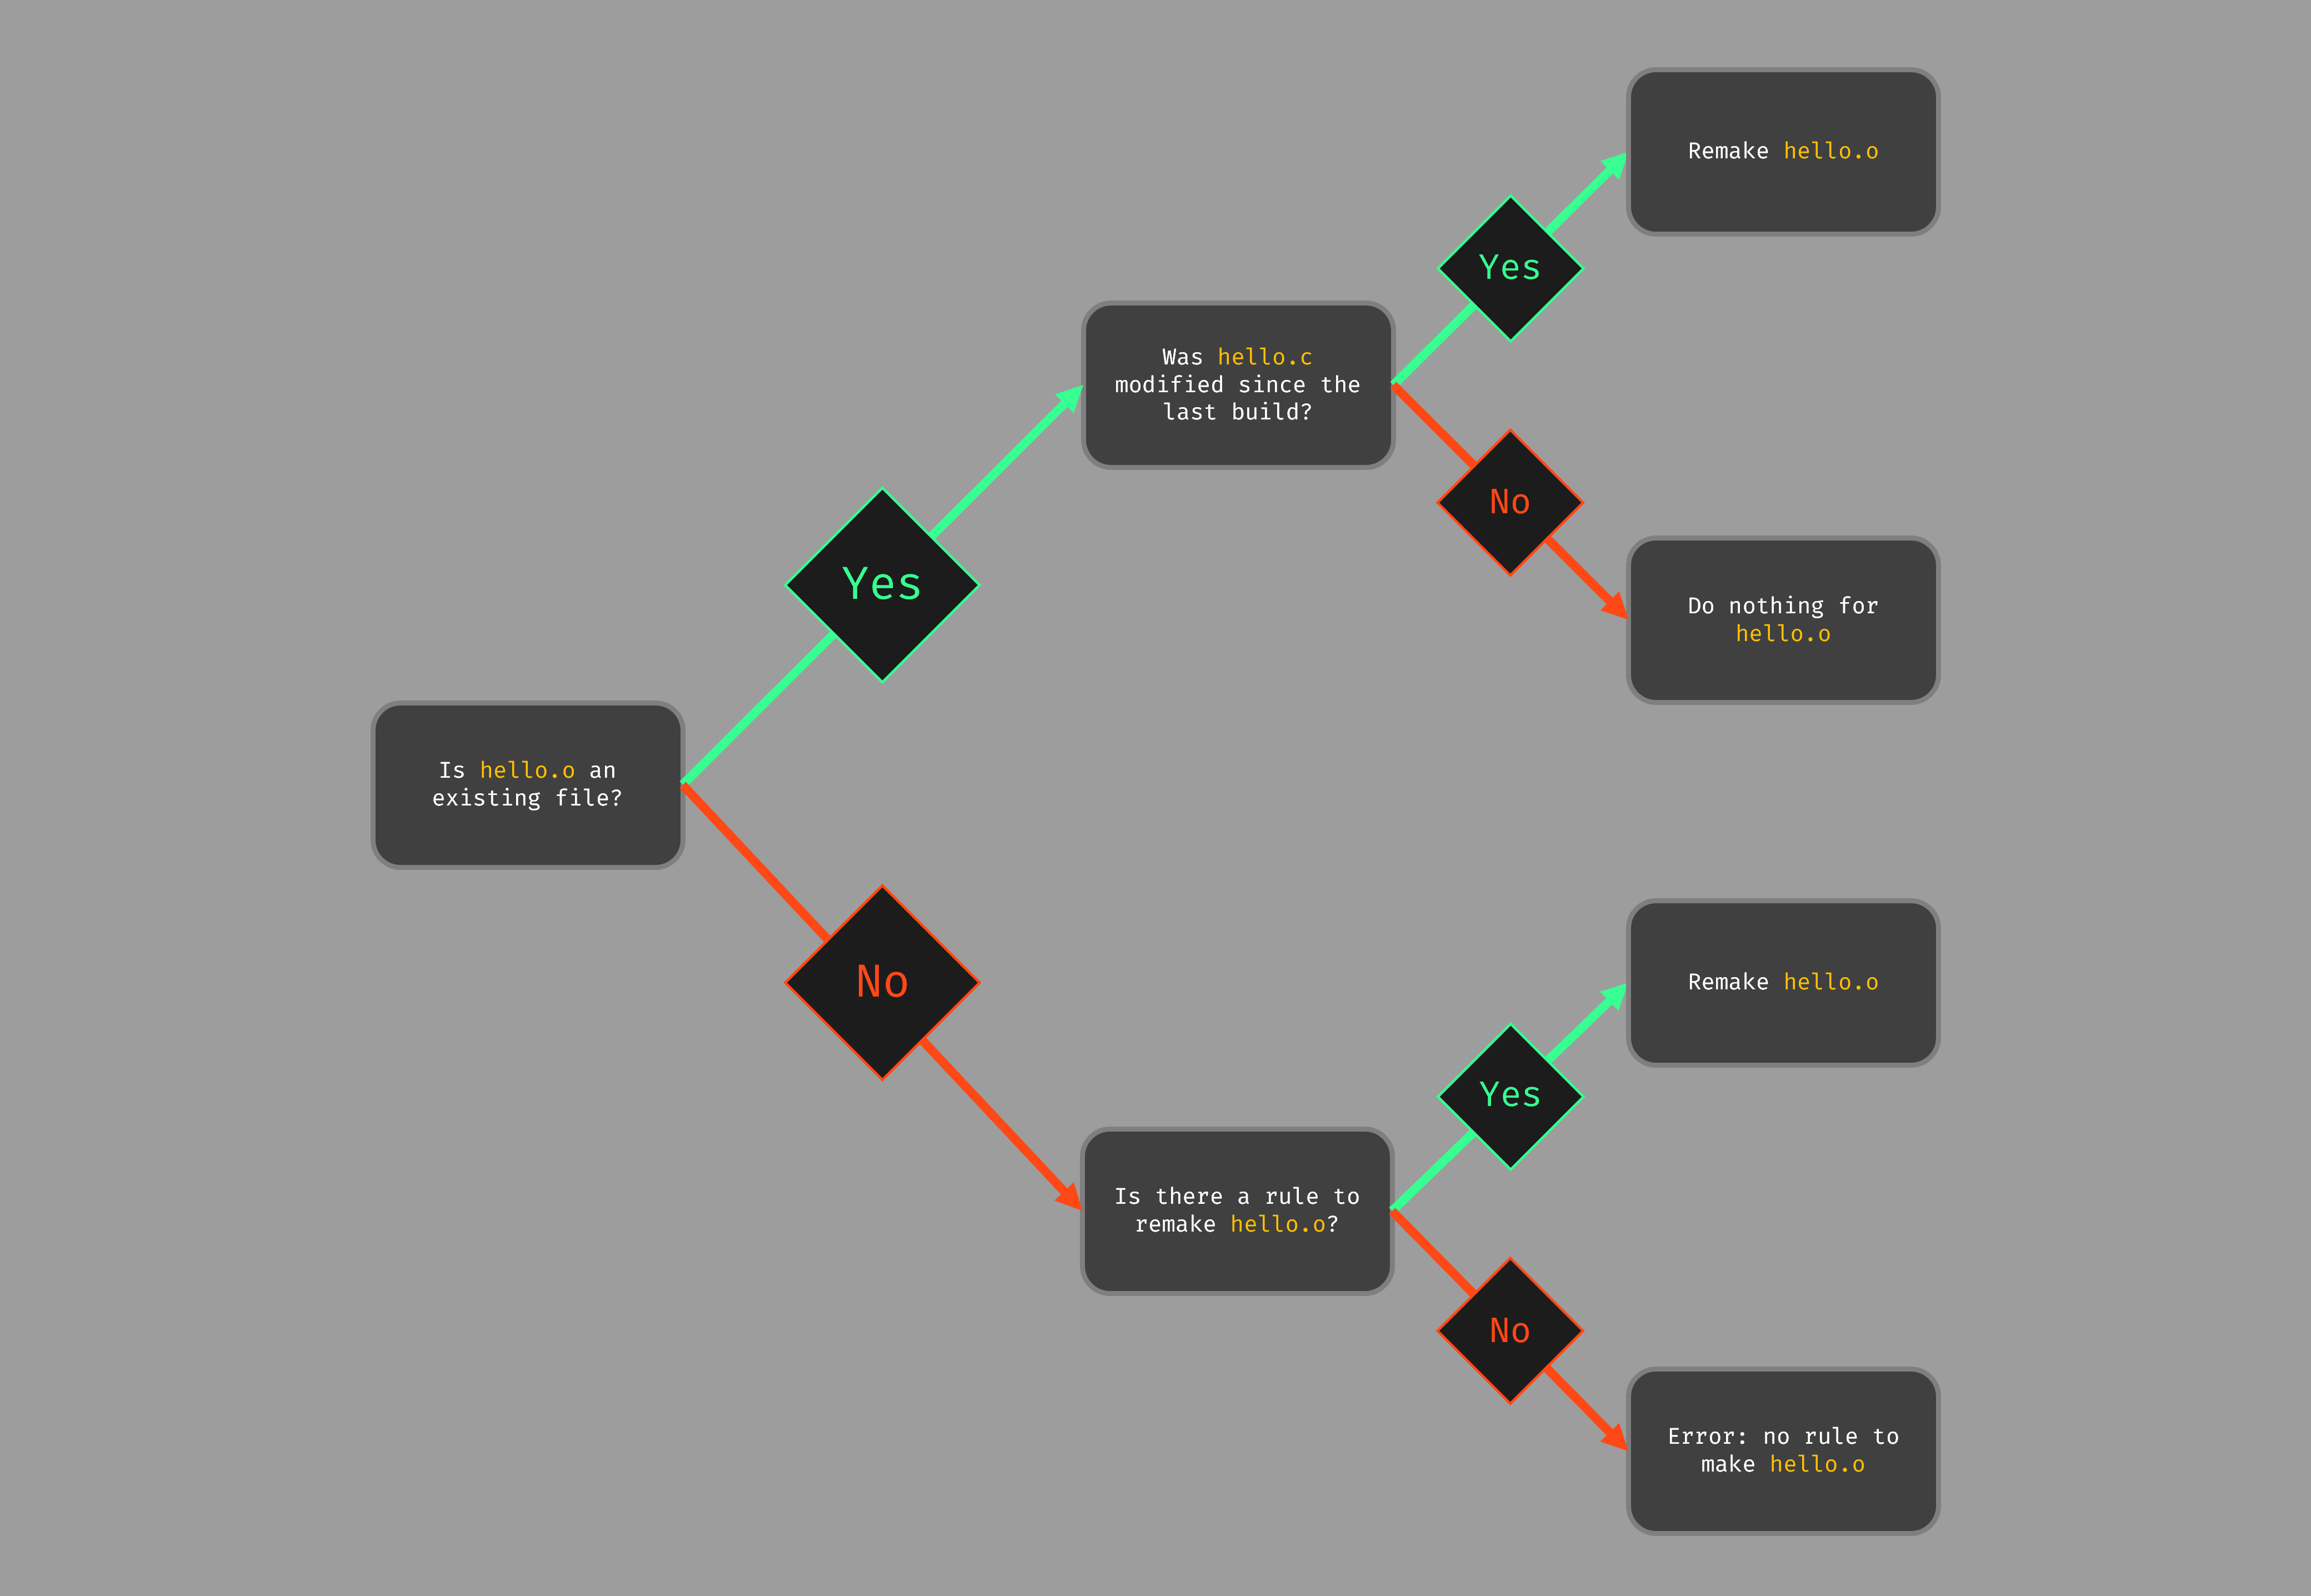 Is hello.o an
existing file?
Yes
Was hello.c
modified since the
last build?
Yes
Remake hello.o
No
Do nothing for
hello.o
No
Is there a rule to
remake hello.o?
Yes
Remake hello.o
No
Error: no rule to
make hello.o